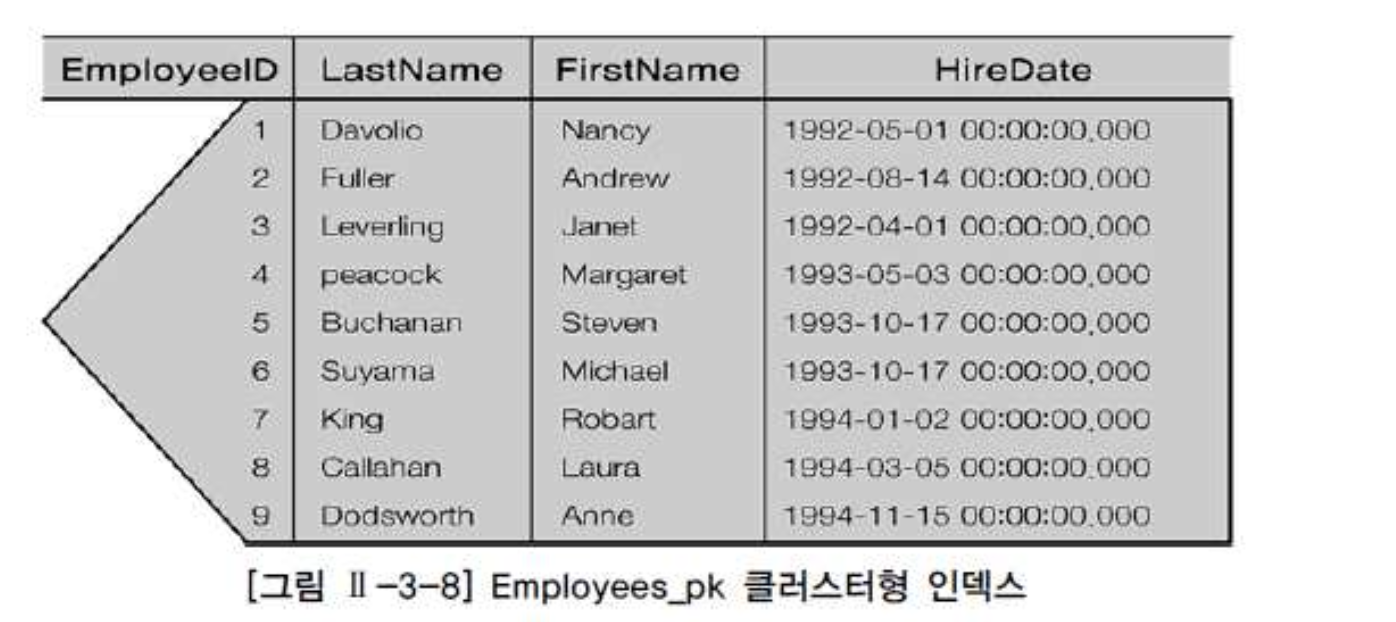 EmployeeID LastName FirstName HireDate
1 Davolio Nancy 1992-05-01 00:00:00.000
2 Fuller Andrew 1992-08-14 00:00:00.000
3 Leverling Janet 1992-04-01 00:00:00.000
4 peacock Margaret 1993-05-03 00:00:00.000
5 Buchanan Steven 1993-10-17 00:00:00.000
6 Suyama Michael 1993-10-17 00:00:00.000
7 King Robart 1994-01-02 00:00:00.000
8 Callahan Laura 1994-03-05 00:00:00.000
9 Dodsworth Anne 1994-11-15 00:00:00.000
[그림 Ⅱ-3-8] Employees_pk 클러스터형 인덱스